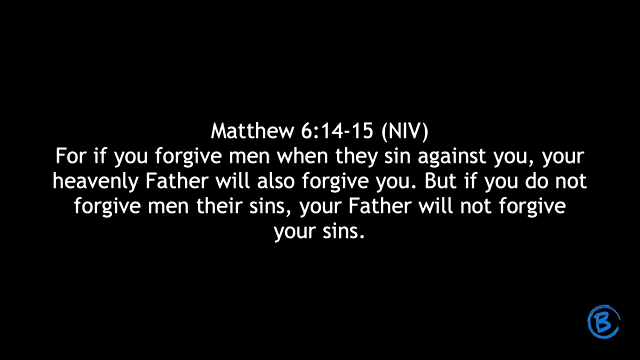 Matthew 6:14-15 (NIV)
For if you forgive men when they sin against you, your
heavenly Father will also forgive you. But if you do not
forgive men their sins, your Father will not forgive
your sins.
B